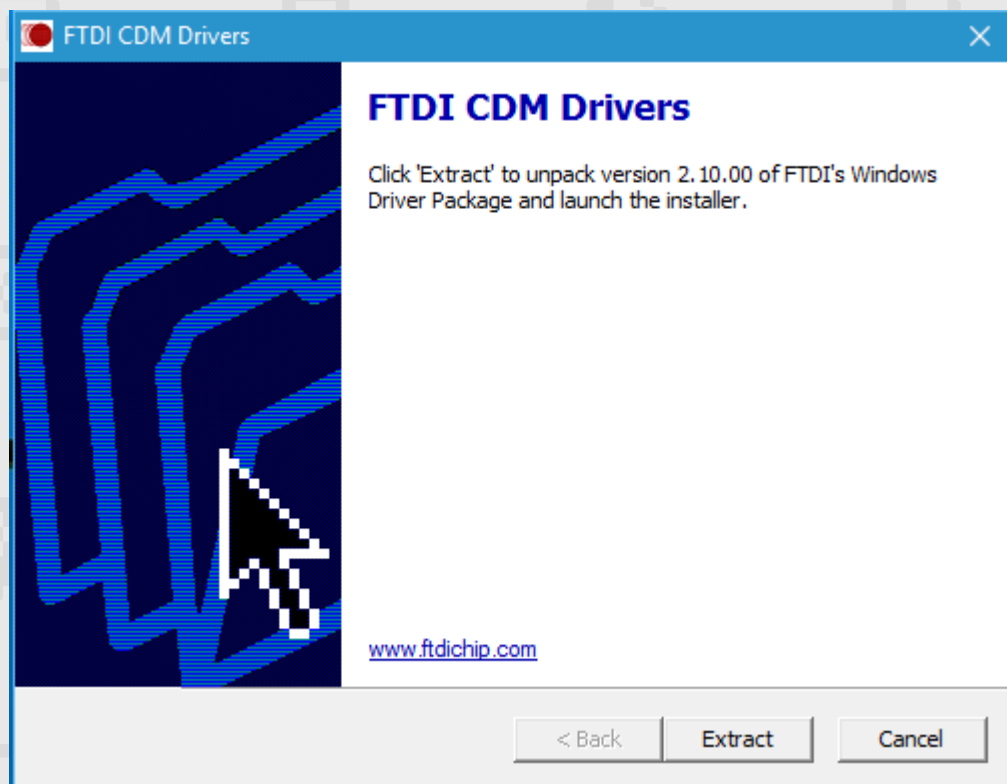 FTDI CDM Drivers
FTDI CDM Drivers
Click 'Extract' to unpack version 2.10.00 of FTDI's Windows
Driver Package and launch the installer.
www.ftdichip.com
< Back
Extract
Cancel